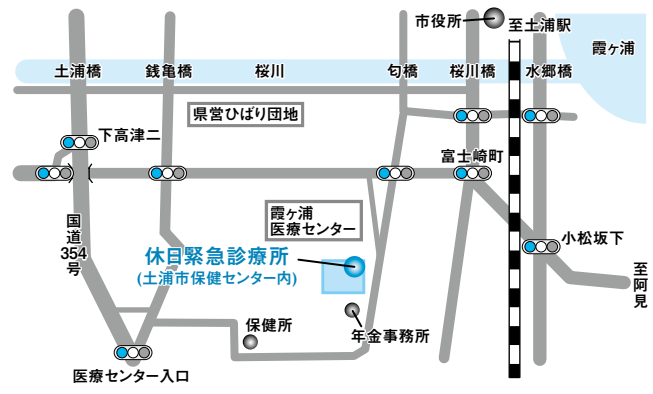 市役所
至土浦駅
霞ヶ浦
土浦橋
銭亀橋
桜川
匂橋
桜川橋
水郷橋
県営ひばり団地
下高津二
富士崎町
霞ヶ浦
医療センター
国道354号
小松坂下
休日緊急診療所
(土浦市保健センター内)
至阿見
保健所
年金事務所
医療センター入口